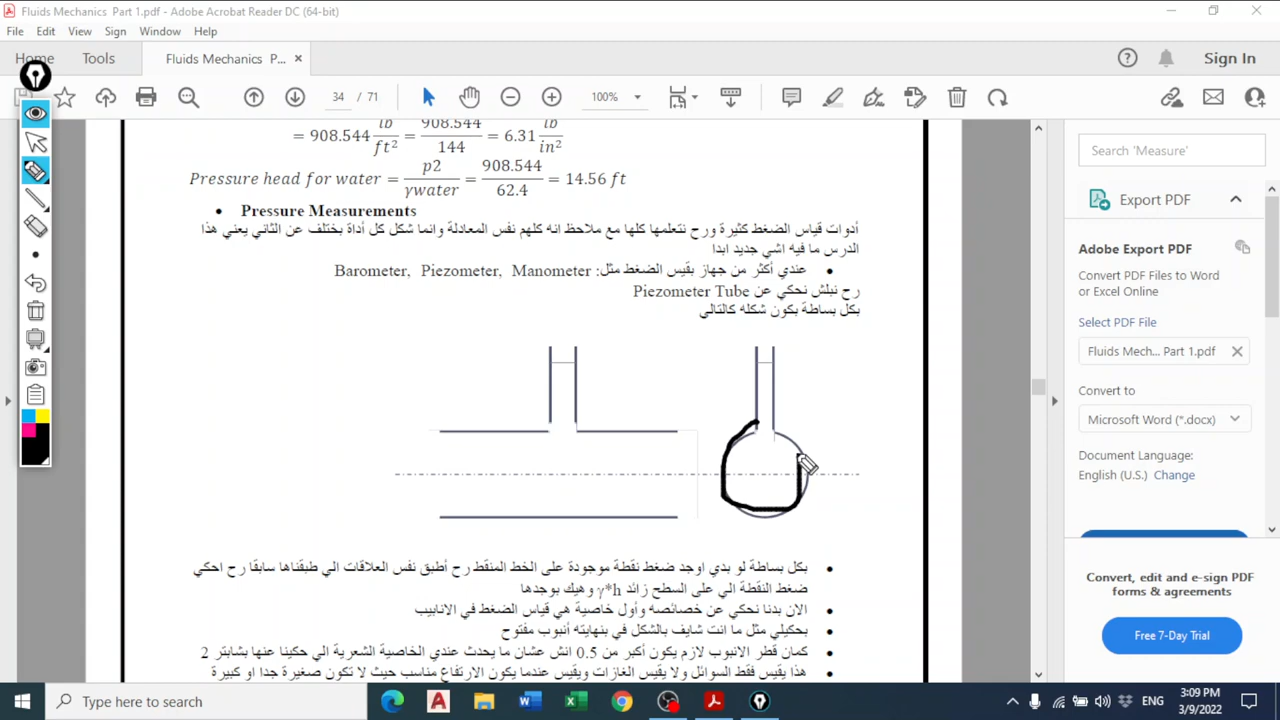 Fluids Mechanics Part 1.pdf - Adobe Acrobat Reader DC (64-bit)
File Edit View Sign Window Help
Home Tools Fluids Mechanics P... ×
34 / 71 100%
Sign In
= 908.544 lb/ft² = 908.544/144 = 6.31 lb/in²
Pressure head for water = p2/γwater = 908.544/62.4 = 14.56 ft
• Pressure Measurements
أدوات قياس الضغط كثيرة ورح نتعلمها كلها مع ملاحظ انه كلهم نفس المعادلة وانما شكل كل أداة بختلف عن الثاني يعني هذا
الدرس ما فيه اشي جديد ابدا
• عندي أكثر من جهاز بقيس الضغط مثل: Barometer, Piezometer, Manometer
رح نبلش نحكي عن Piezometer Tube
بكل بساطة بكون شكله كالتالي
• بكل بساطة لو بدي اوجد ضغط نقطة موجودة على الخط المنقط رح أطبق نفس العلاقات الي طبقناها سابقا رح احكي
ضغط النقطة الي على السطح زائد γ*h وهيك بوجدها
• الان بدنا نحكي عن خصائصه وأول خاصية هي قياس الضغط في الانابيب
• بحكيلي مثل ما انت شايف بالشكل في بنهايته أنبوب مفتوح
• كمان قطر الانبوب لازم يكون أكبر من 0.5 انش عشان ما يحدث عندي الخاصية الشعرية الي حكينا عنها بشابتر 2
• هذا يقيس فقط السوائل ولا يقيس الغازات ويقيس عندما يكون الارتفاع مناسب حيث لا تكون صغيرة جدا او كبيرة
Search 'Measure'
Export PDF
Adobe Export PDF
Convert PDF Files to Word
or Excel Online
Select PDF File
Fluids Mech... Part 1.pdf
Convert to
Microsoft Word (*.docx)
Document Language:
English (U.S.) Change
Convert, edit and e-sign PDF
forms & agreements
Free 7-Day Trial
Type here to search
ENG
3:09 PM
3/9/2022